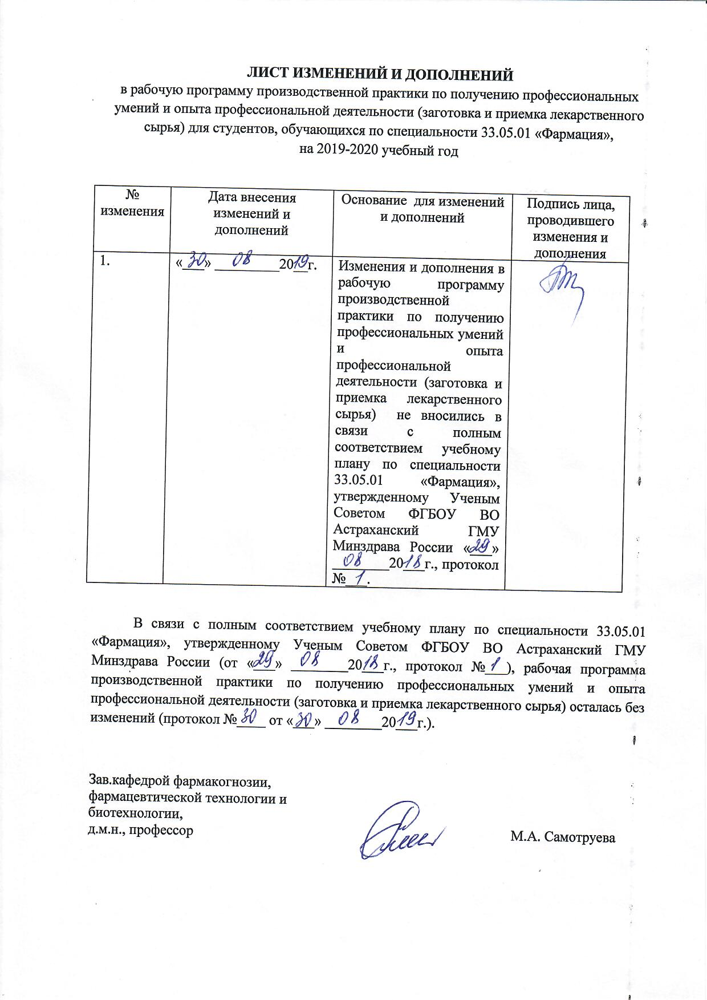 ЛИСТ ИЗМЕНЕНИЙ И ДОПОЛНЕНИЙ
в рабочую программу производственной практики по получению профессиональных
умений и опыта профессиональной деятельности (заготовка и приемка лекарственного
сырья) для студентов, обучающихся по специальности 33.05.01 «Фармация»,
на 2019-2020 учебный год
№
изменения
Дата внесения
изменений и
дополнений
Основание для изменений
и дополнений
Подпись лица,
проводившего
изменения и
дополнения
1.
«30» 08 2019г.
Изменения и дополнения в
рабочую программу
производственной
практики по получению
профессиональных умений
и опыта
профессиональной
деятельности (заготовка и
приемка лекарственного
сырья) не вносились в
связи с полным
соответствием учебному
плану по специальности
33.05.01 «Фармация»,
утвержденному Ученым
Советом ФГБОУ ВО
Астраханский ГМУ
Минздрава России «29»
08 2018г., протокол
№ 1.
В связи с полным соответствием учебному плану по специальности 33.05.01
«Фармация», утвержденному Ученым Советом ФГБОУ ВО Астраханский ГМУ
Минздрава России (от «29» 08 2018г., протокол № 1), рабочая программа
производственной практики по получению профессиональных умений и опыта
профессиональной деятельности (заготовка и приемка лекарственного сырья) осталась без
изменений (протокол № 30 от «30» 08 2019г.).
Зав.кафедрой фармакогнозии,
фармацевтической технологии и
биотехнологии,
д.м.н., профессор
М.А. Самотруева